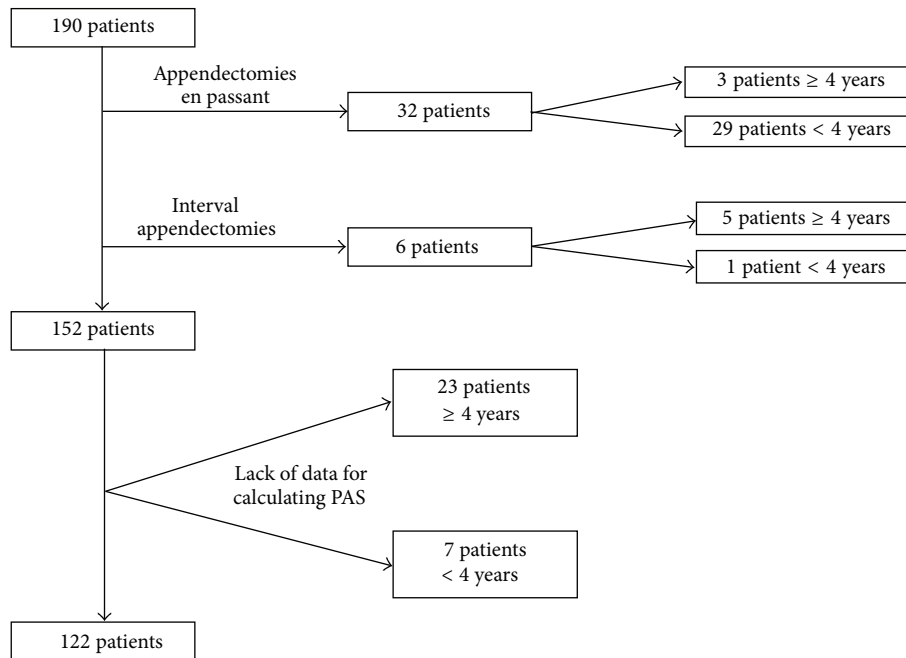 190 patients
Appendectomies
en passant
32 patients
3 patients ≥ 4 years
29 patients < 4 years
Interval
appendectomies
6 patients
5 patients ≥ 4 years
1 patient < 4 years
152 patients
23 patients
≥ 4 years
Lack of data for
calculating PAS
7 patients
< 4 years
122 patients